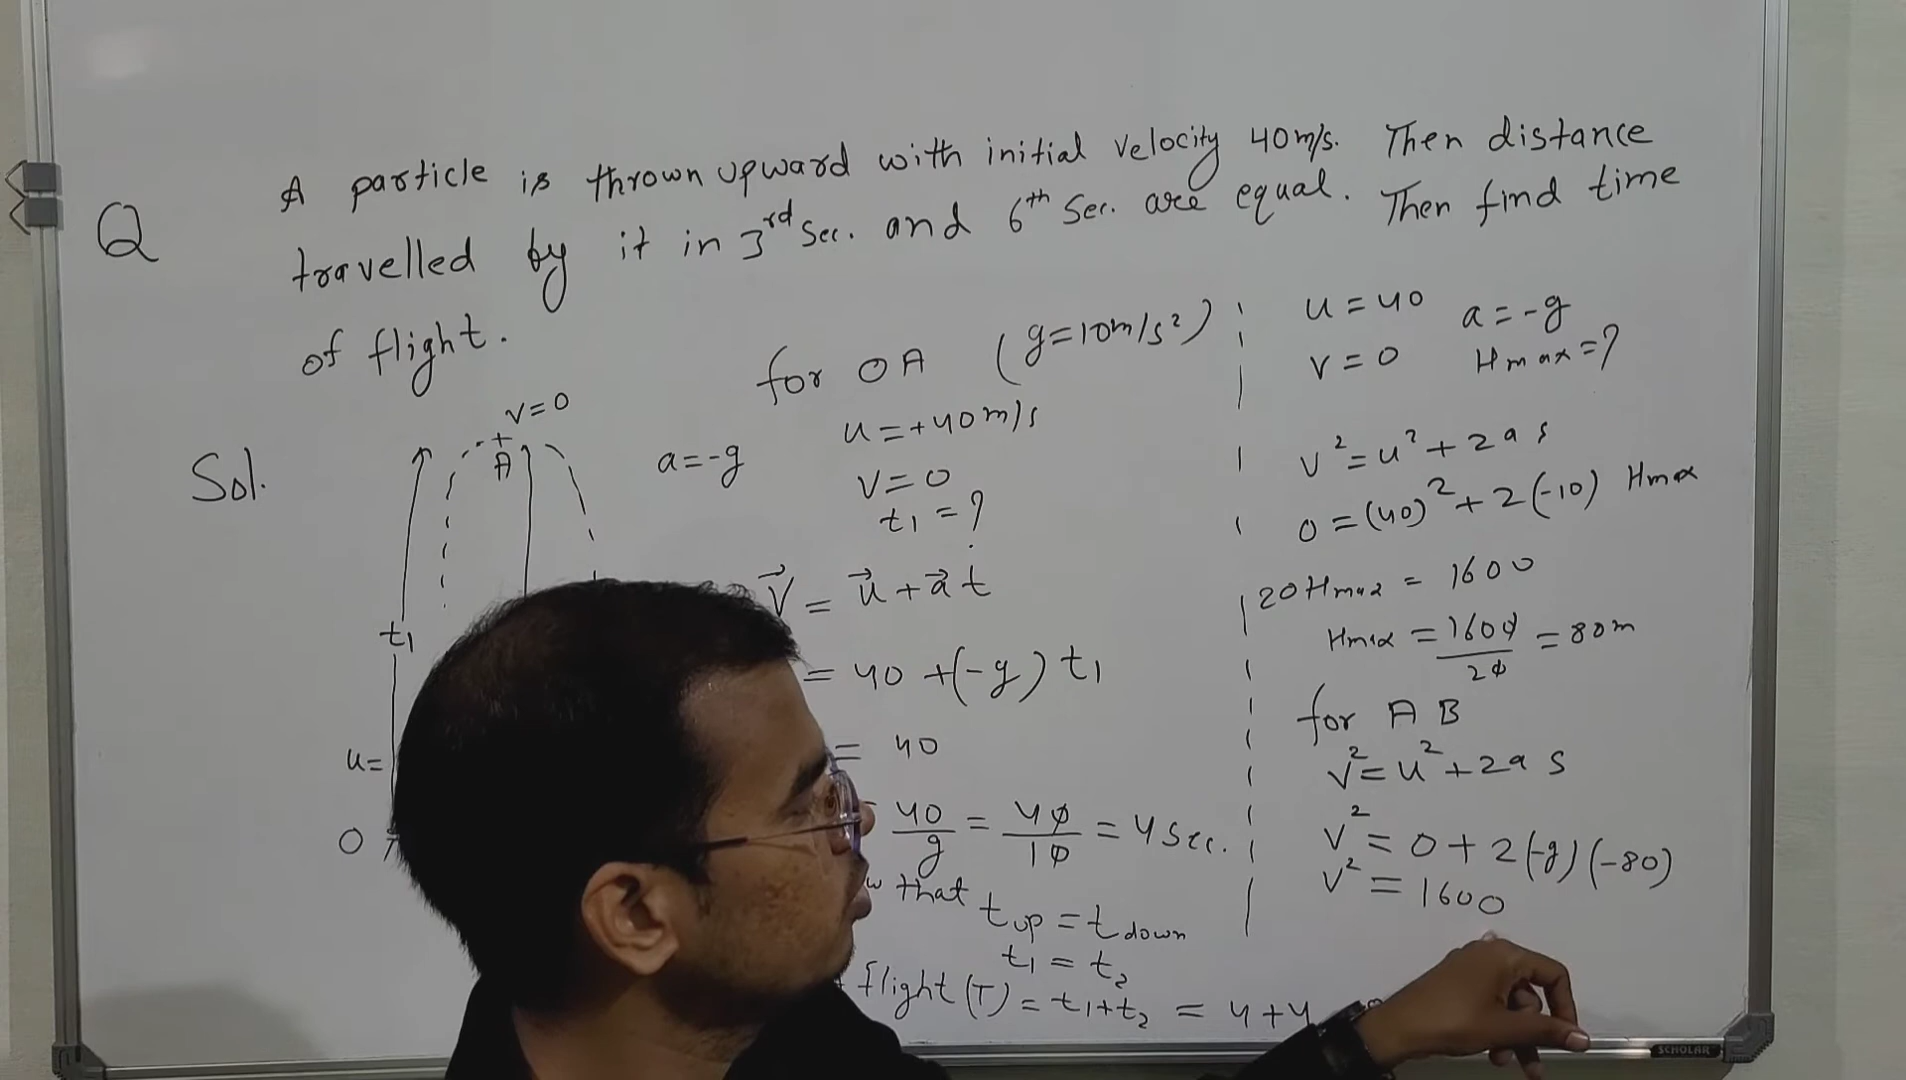 Q
A particle is thrown upward with initial velocity 40m/s. Then distance
travelled by it in 3rd Sec. and 6th Sec. are equal. Then find time
of flight.
Sol.
v=0
A
t1
u=
O
for OA (g=10m/s²)
a=-g
u=+40m/s
v=0
t1=?
V = u+at
= 40+(-g) t1
= 40
= 40/g = 40/10 = 4 Sec.
that
t up = t down
t1 = t2
flight (T) = t1+t2 = 4+4
u=40 a=-g
v=0 Hmax=?
v²=u²+2as
0=(40)²+2(-10) Hmax
20Hmax = 1600
Hmax = 1600/20 = 80m
for AB
v²=u²+2as
v²=0+2(-g)(-80)
v²=1600
SCHOLAR